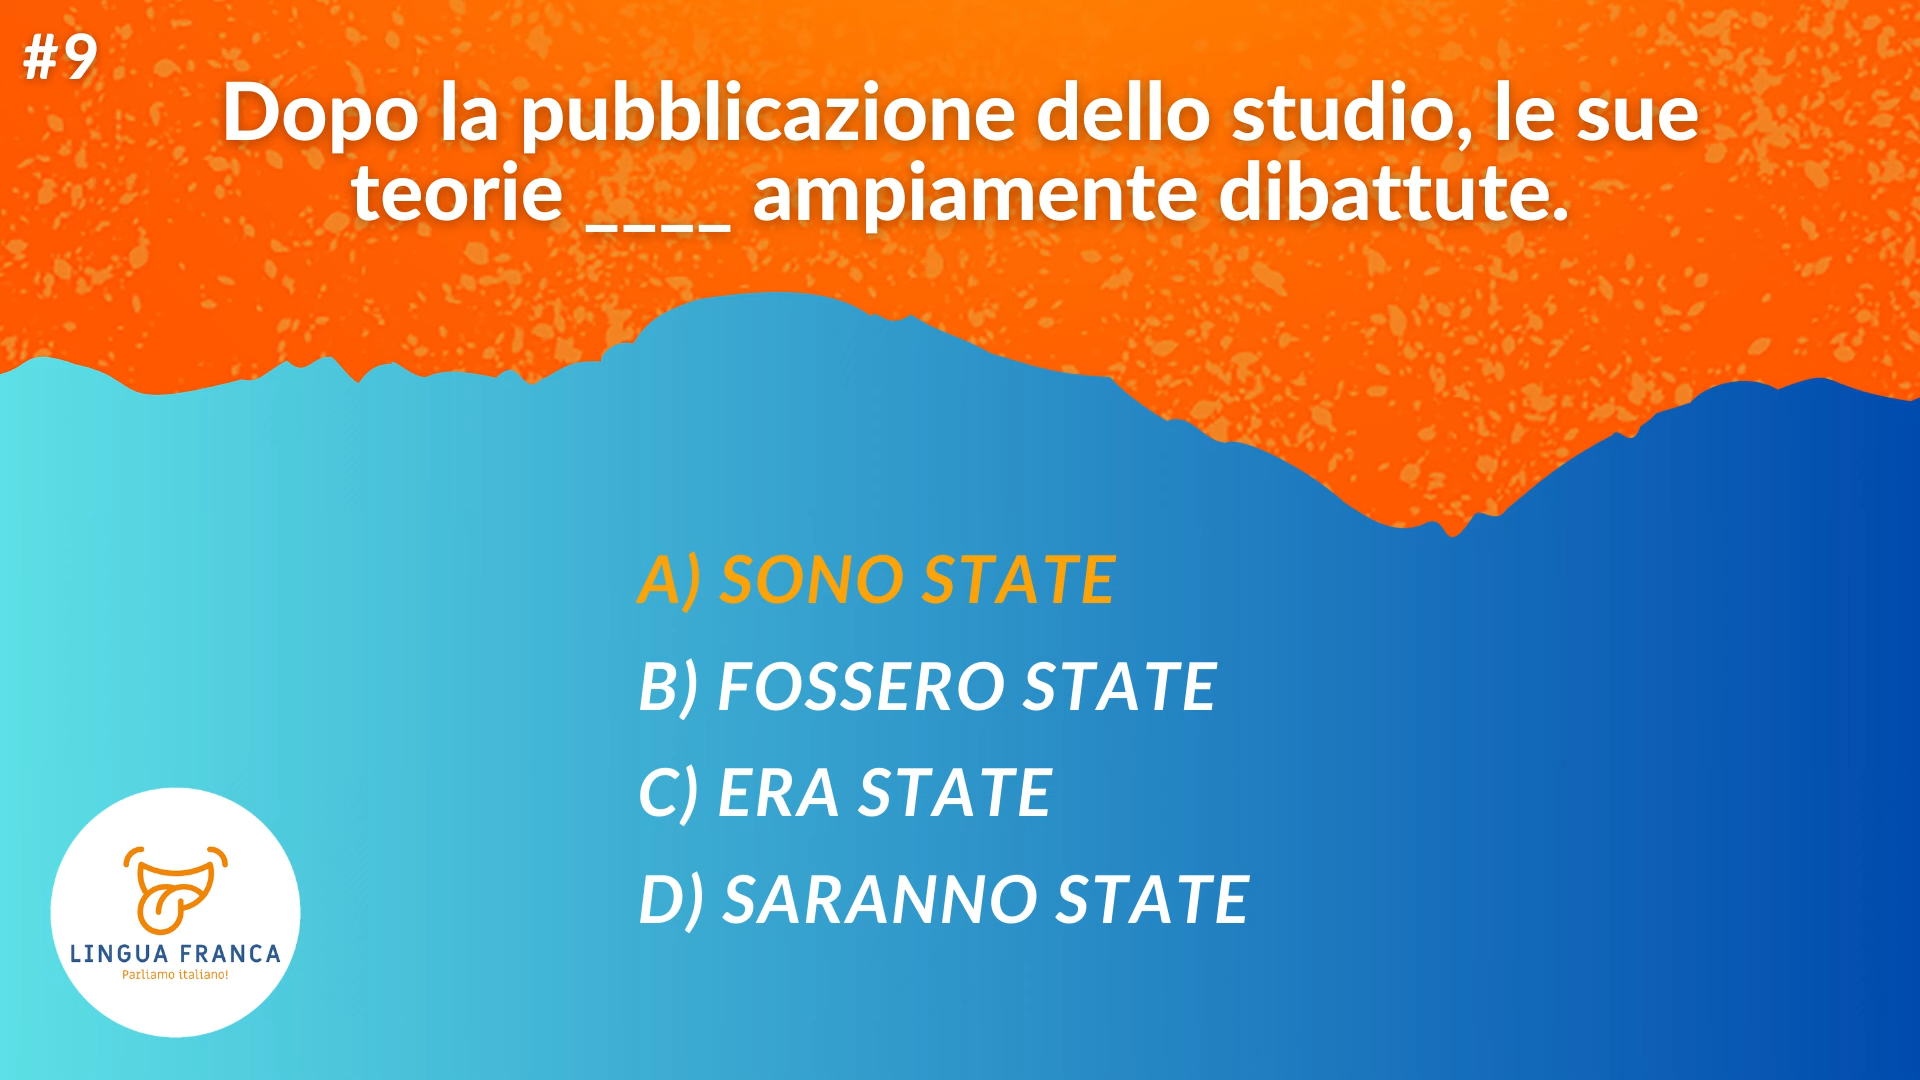 #9
Dopo la pubblicazione dello studio, le sue
teorie ____ ampiamente dibattute.
A) SONO STATE
B) FOSSERO STATE
C) ERA STATE
D) SARANNO STATE
LINGUA FRANCA
Parliamo italiano!